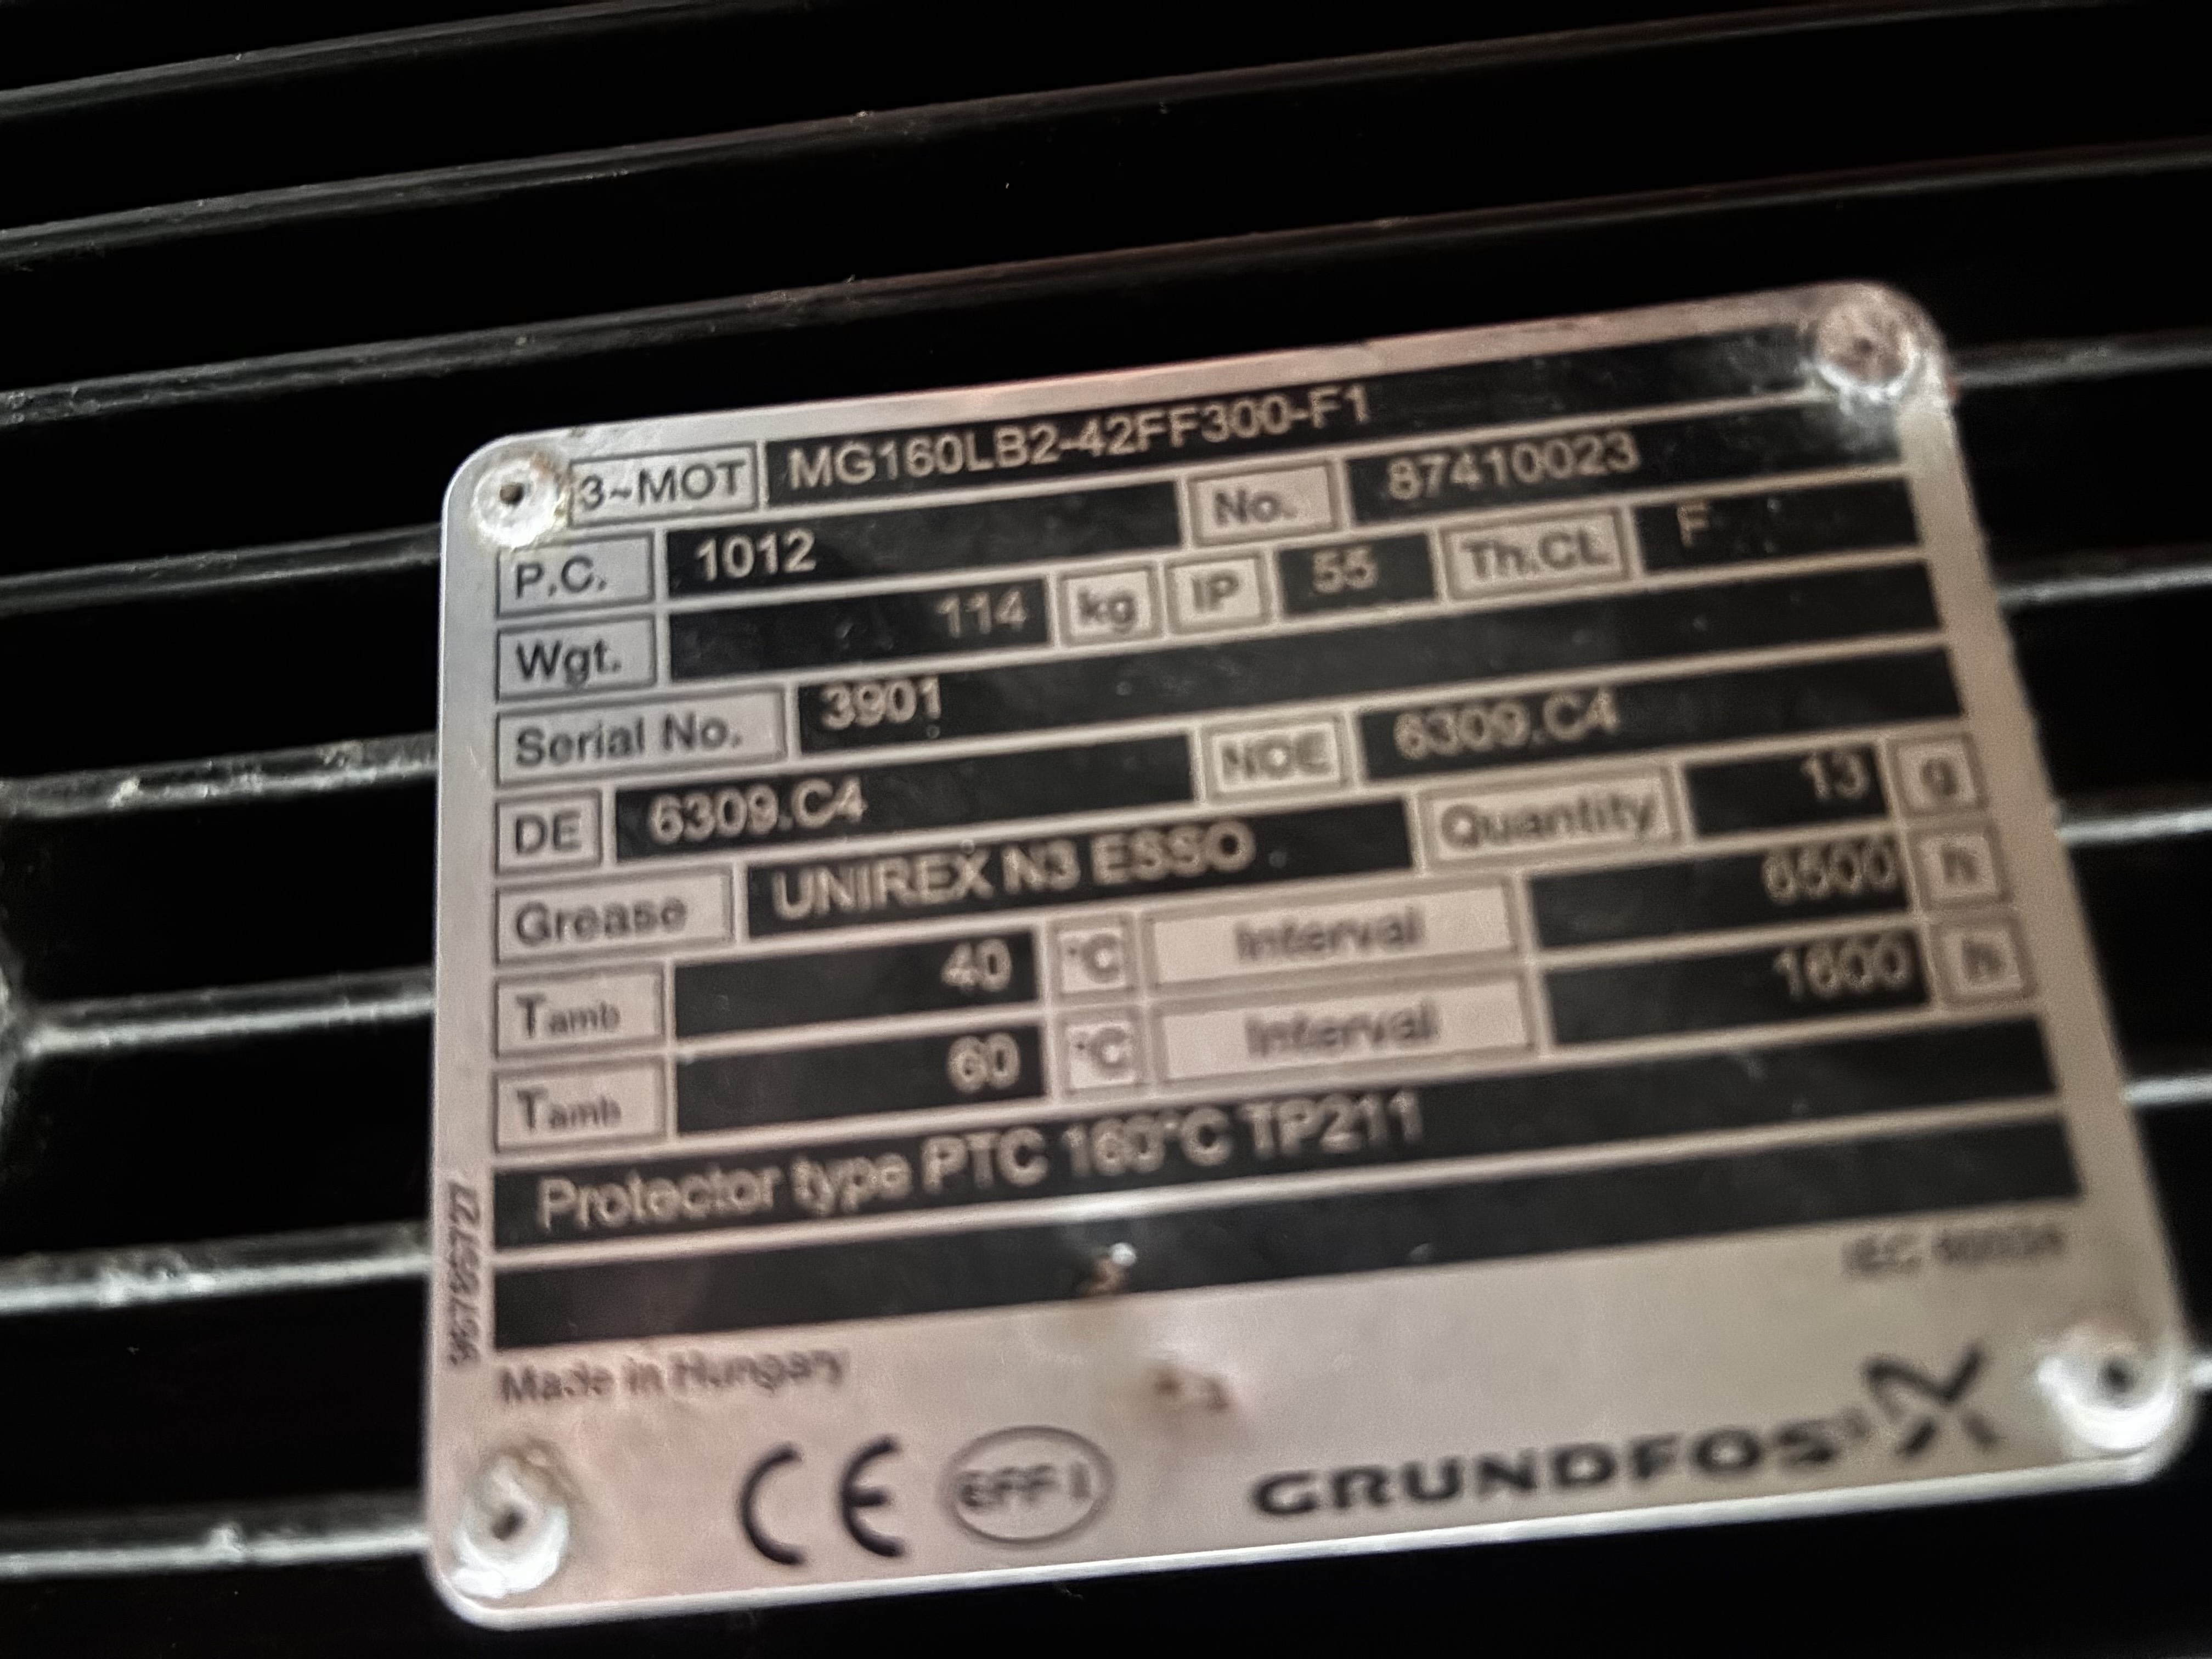 3~MOT MG160LB2-42FF300-F1
P.C. 1012 No. 87410023
Wgt. 114 kg IP 55 Th.CL F
Serial No. 3901
DE 6309.C4 NDE 6309.C4
Grease UNIREX N3 ESSO Quantity 13 g
Tamb 40 °C Interval 6500 h
Tamb 60 °C Interval 1600 h
Protector type PTC 160°C TP211
IEC
Made in Hungary
CE EFF1 GRUNDFOS